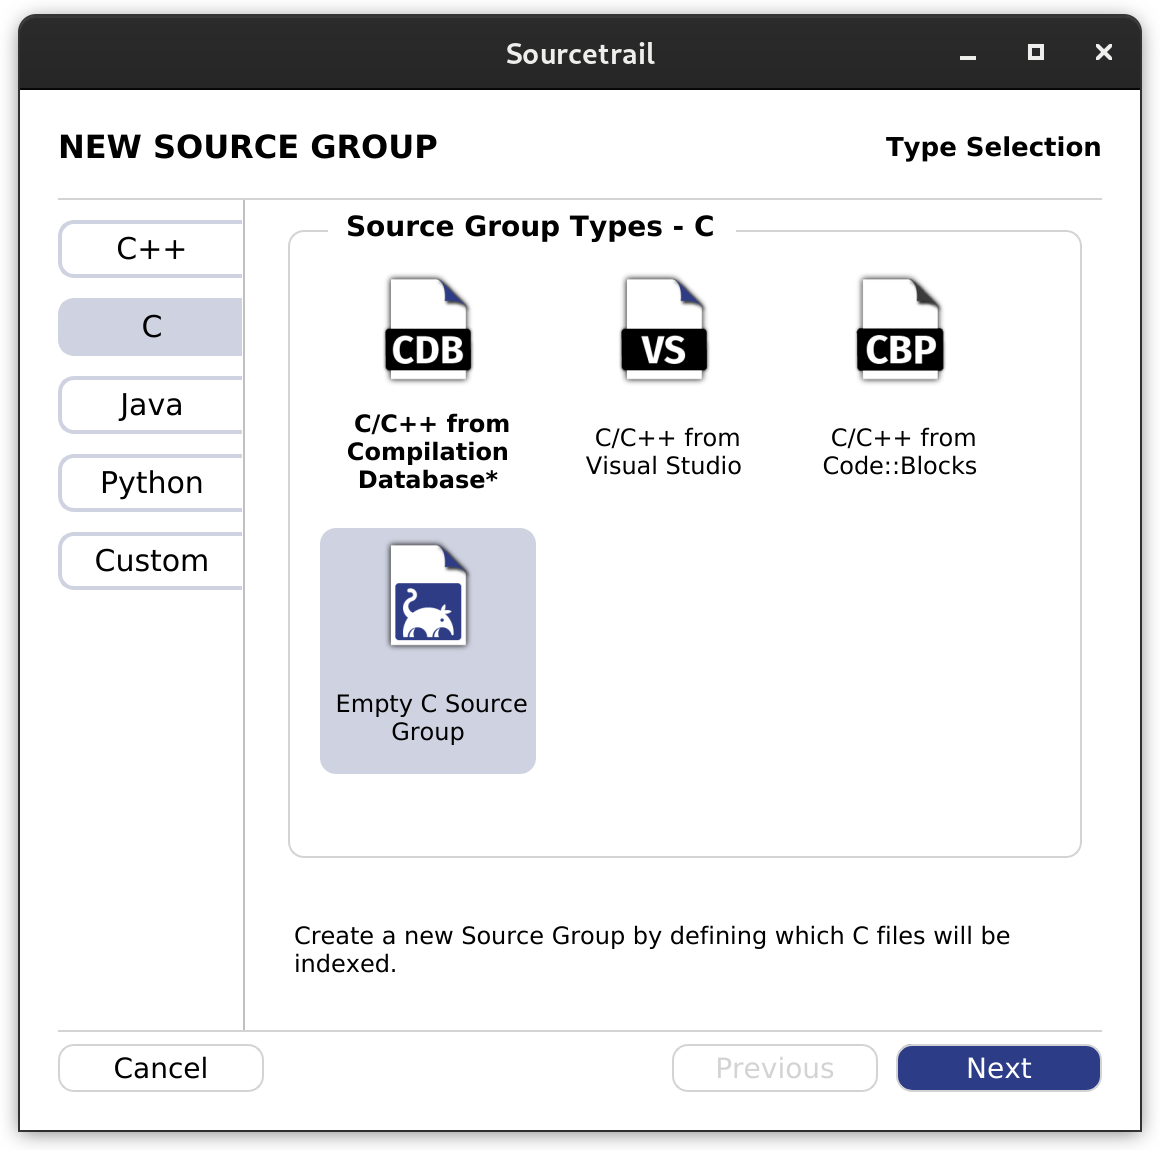 Sourcetrail
NEW SOURCE GROUP
Type Selection
C++
C
Java
Python
Custom
Source Group Types - C
CDB
C/C++ from
Compilation
Database*
VS
C/C++ from
Visual Studio
CBP
C/C++ from
Code::Blocks
Empty C Source
Group
Create a new Source Group by defining which C files will be
indexed.
Cancel
Previous
Next